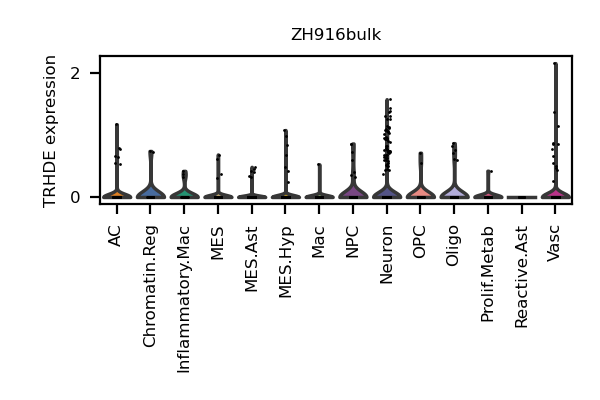 ZH916bulk
TRHDE expression
2
0
AC
Chromatin.Reg
Inflammatory.Mac
MES
MES.Ast
MES.Hyp
Mac
NPC
Neuron
OPC
Oligo
Prolif.Metab
Reactive.Ast
Vasc